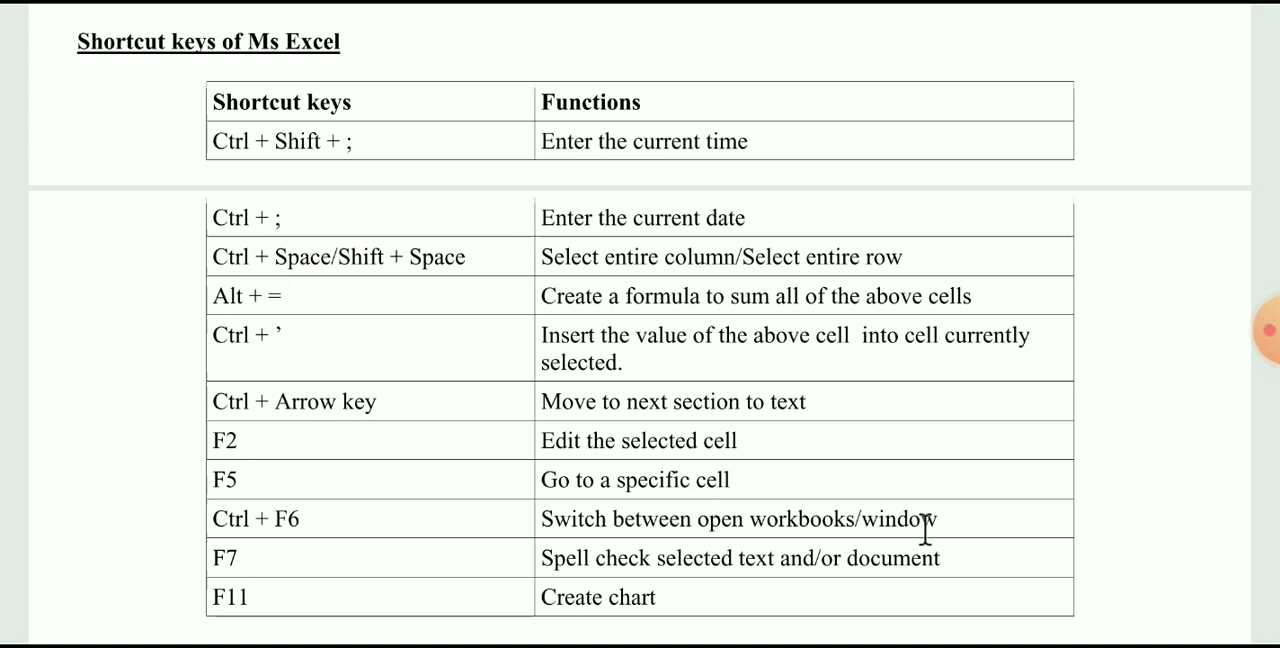 Shortcut keys of Ms Excel
Shortcut keys Functions
Ctrl + Shift + ; Enter the current time
Ctrl + ; Enter the current date
Ctrl + Space/Shift + Space Select entire column/Select entire row
Alt + = Create a formula to sum all of the above cells
Ctrl + ’ Insert the value of the above cell into cell currently
selected.
Ctrl + Arrow key Move to next section to text
F2 Edit the selected cell
F5 Go to a specific cell
Ctrl + F6 Switch between open workbooks/window
F7 Spell check selected text and/or document
F11 Create chart